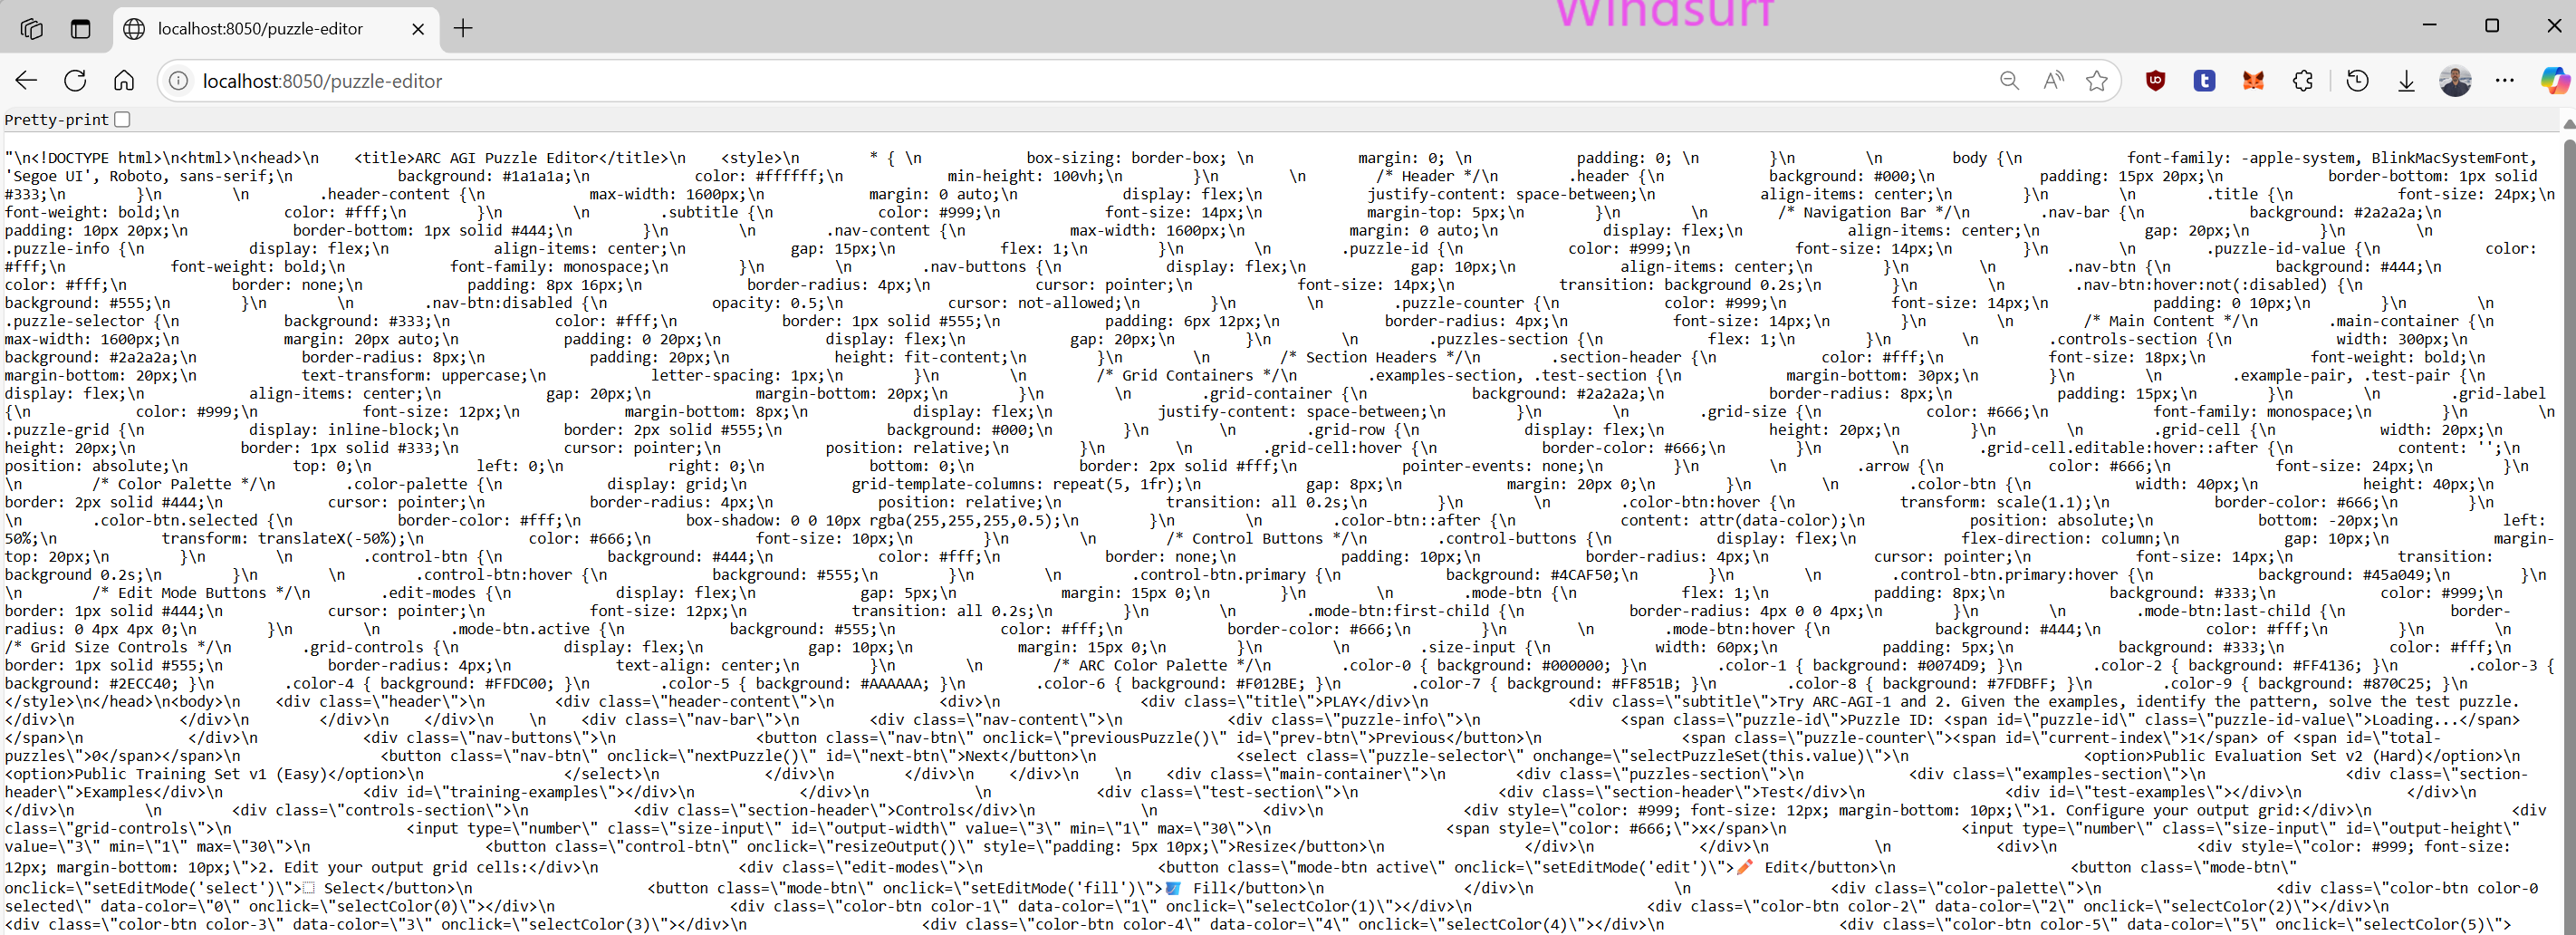 Windsurf
localhost:8050/puzzle-editor
localhost:8050/puzzle-editor
Pretty-print
"\n<!DOCTYPE html>\n<html>\n<head>\n <title>ARC AGI Puzzle Editor</title>\n <style>\n * { \n box-sizing: border-box; \n margin: 0; \n padding: 0; \n }\n \n body {\n font-family: -apple-system, BlinkMacSystemFont,
'Segoe UI', Roboto, sans-serif;\n background: #1a1a1a;\n color: #ffffff;\n min-height: 100vh;\n }\n \n /* Header */\n .header {\n background: #000;\n padding: 15px 20px;\n border-bottom: 1px solid
#333;\n }\n \n .header-content {\n max-width: 1600px;\n margin: 0 auto;\n display: flex;\n justify-content: space-between;\n align-items: center;\n }\n \n .title {\n font-size: 24px;\n
font-weight: bold;\n color: #fff;\n }\n \n .subtitle {\n color: #999;\n font-size: 14px;\n margin-top: 5px;\n }\n \n /* Navigation Bar */\n .nav-bar {\n background: #2a2a2a;\n
padding: 10px 20px;\n border-bottom: 1px solid #444;\n }\n \n .nav-content {\n max-width: 1600px;\n margin: 0 auto;\n display: flex;\n align-items: center;\n gap: 20px;\n }\n \n
.puzzle-info {\n display: flex;\n align-items: center;\n gap: 15px;\n flex: 1;\n }\n \n .puzzle-id {\n color: #999;\n font-size: 14px;\n }\n \n .puzzle-id-value {\n color:
#fff;\n font-weight: bold;\n font-family: monospace;\n }\n \n .nav-buttons {\n display: flex;\n gap: 10px;\n align-items: center;\n }\n \n .nav-btn {\n background: #444;\n
color: #fff;\n border: none;\n padding: 8px 16px;\n border-radius: 4px;\n cursor: pointer;\n font-size: 14px;\n transition: background 0.2s;\n }\n \n .nav-btn:hover:not(:disabled) {\n
background: #555;\n }\n \n .nav-btn:disabled {\n opacity: 0.5;\n cursor: not-allowed;\n }\n \n .puzzle-counter {\n color: #999;\n font-size: 14px;\n padding: 0 10px;\n }\n \n
.puzzle-selector {\n background: #333;\n color: #fff;\n border: 1px solid #555;\n padding: 6px 12px;\n border-radius: 4px;\n font-size: 14px;\n }\n \n /* Main Content */\n .main-container {\n
max-width: 1600px;\n margin: 20px auto;\n padding: 0 20px;\n display: flex;\n gap: 20px;\n }\n \n .puzzles-section {\n flex: 1;\n }\n \n .controls-section {\n width: 300px;\n
background: #2a2a2a;\n border-radius: 8px;\n padding: 20px;\n height: fit-content;\n }\n \n /* Section Headers */\n .section-header {\n color: #fff;\n font-size: 18px;\n font-weight: bold;\n
margin-bottom: 20px;\n text-transform: uppercase;\n letter-spacing: 1px;\n }\n \n /* Grid Containers */\n .examples-section, .test-section {\n margin-bottom: 30px;\n }\n \n .example-pair, .test-pair {\n
display: flex;\n align-items: center;\n gap: 20px;\n margin-bottom: 20px;\n }\n \n .grid-container {\n background: #2a2a2a;\n border-radius: 8px;\n padding: 15px;\n }\n \n .grid-label
{\n color: #999;\n font-size: 12px;\n margin-bottom: 8px;\n display: flex;\n justify-content: space-between;\n }\n \n .grid-size {\n color: #666;\n font-family: monospace;\n }\n \n
.puzzle-grid {\n display: inline-block;\n border: 2px solid #555;\n background: #000;\n }\n \n .grid-row {\n display: flex;\n height: 20px;\n }\n \n .grid-cell {\n width: 20px;\n
height: 20px;\n border: 1px solid #333;\n cursor: pointer;\n position: relative;\n }\n \n .grid-cell:hover {\n border-color: #666;\n }\n \n .grid-cell.editable:hover::after {\n content: '';\n
position: absolute;\n top: 0;\n left: 0;\n right: 0;\n bottom: 0;\n border: 2px solid #fff;\n pointer-events: none;\n }\n \n .arrow {\n color: #666;\n font-size: 24px;\n }\n
\n /* Color Palette */\n .color-palette {\n display: grid;\n grid-template-columns: repeat(5, 1fr);\n gap: 8px;\n margin: 20px 0;\n }\n \n .color-btn {\n width: 40px;\n height: 40px;\n
border: 2px solid #444;\n cursor: pointer;\n border-radius: 4px;\n position: relative;\n transition: all 0.2s;\n }\n \n .color-btn:hover {\n transform: scale(1.1);\n border-color: #666;\n }\n
\n .color-btn.selected {\n border-color: #fff;\n box-shadow: 0 0 10px rgba(255,255,255,0.5);\n }\n \n .color-btn::after {\n content: attr(data-color);\n position: absolute;\n bottom: -20px;\n left:
50%;\n transform: translateX(-50%);\n color: #666;\n font-size: 10px;\n }\n \n /* Control Buttons */\n .control-buttons {\n display: flex;\n flex-direction: column;\n gap: 10px;\n margin-
top: 20px;\n }\n \n .control-btn {\n background: #444;\n color: #fff;\n border: none;\n padding: 10px;\n border-radius: 4px;\n cursor: pointer;\n font-size: 14px;\n transition:
background 0.2s;\n }\n \n .control-btn:hover {\n background: #555;\n }\n \n .control-btn.primary {\n background: #4CAF50;\n }\n \n .control-btn.primary:hover {\n background: #45a049;\n }\n
\n /* Edit Mode Buttons */\n .edit-modes {\n display: flex;\n gap: 5px;\n margin: 15px 0;\n }\n \n .mode-btn {\n flex: 1;\n padding: 8px;\n background: #333;\n color: #999;\n
border: 1px solid #444;\n cursor: pointer;\n font-size: 12px;\n transition: all 0.2s;\n }\n \n .mode-btn:first-child {\n border-radius: 4px 0 0 4px;\n }\n \n .mode-btn:last-child {\n border-
radius: 0 4px 4px 0;\n }\n \n .mode-btn.active {\n background: #555;\n color: #fff;\n border-color: #666;\n }\n \n .mode-btn:hover {\n background: #444;\n color: #fff;\n }\n \n
/* Grid Size Controls */\n .grid-controls {\n display: flex;\n gap: 10px;\n margin: 15px 0;\n }\n \n .size-input {\n width: 60px;\n padding: 5px;\n background: #333;\n color: #fff;\n
border: 1px solid #555;\n border-radius: 4px;\n text-align: center;\n }\n \n /* ARC Color Palette */\n .color-0 { background: #000000; }\n .color-1 { background: #0074D9; }\n .color-2 { background: #FF4136; }\n .color-3 {
background: #2ECC40; }\n .color-4 { background: #FFDC00; }\n .color-5 { background: #AAAAAA; }\n .color-6 { background: #F012BE; }\n .color-7 { background: #FF851B; }\n .color-8 { background: #7FDBFF; }\n .color-9 { background: #870C25; }\n
</style>\n</head>\n<body>\n <div class=\"header\">\n <div class=\"header-content\">\n <div>\n <div class=\"title\">PLAY</div>\n <div class=\"subtitle\">Try ARC-AGI-1 and 2. Given the examples, identify the pattern, solve the test puzzle.
</div>\n </div>\n </div>\n </div>\n \n <div class=\"nav-bar\">\n <div class=\"nav-content\">\n <div class=\"puzzle-info\">\n <span class=\"puzzle-id\">Puzzle ID: <span id=\"puzzle-id\" class=\"puzzle-id-value\">Loading...</span>
</span>\n </div>\n <div class=\"nav-buttons\">\n <button class=\"nav-btn\" onclick=\"previousPuzzle()\" id=\"prev-btn\">Previous</button>\n <span class=\"puzzle-counter\"><span id=\"current-index\">1</span> of <span id=\"total-
puzzles\">0</span></span>\n <button class=\"nav-btn\" onclick=\"nextPuzzle()\" id=\"next-btn\">Next</button>\n <select class=\"puzzle-selector\" onchange=\"selectPuzzleSet(this.value)\">\n <option>Public Evaluation Set v2 (Hard)</option>\n
<option>Public Training Set v1 (Easy)</option>\n </select>\n </div>\n </div>\n </div>\n \n <div class=\"main-container\">\n <div class=\"puzzles-section\">\n <div class=\"examples-section\">\n <div class=\"section-
header\">Examples</div>\n <div id=\"training-examples\"></div>\n </div>\n \n <div class=\"test-section\">\n <div class=\"section-header\">Test</div>\n <div id=\"test-examples\"></div>\n </div>\n
</div>\n \n <div class=\"controls-section\">\n <div class=\"section-header\">Controls</div>\n \n <div>\n <div style=\"color: #999; font-size: 12px; margin-bottom: 10px;\">1. Configure your output grid:</div>\n <div
class=\"grid-controls\">\n <input type=\"number\" class=\"size-input\" id=\"output-width\" value=\"3\" min=\"1\" max=\"30\">\n <span style=\"color: #666;\">x</span>\n <input type=\"number\" class=\"size-input\" id=\"output-height\"
value=\"3\" min=\"1\" max=\"30\">\n <button class=\"control-btn\" onclick=\"resizeOutput()\" style=\"padding: 5px 10px;\">Resize</button>\n </div>\n </div>\n \n <div>\n <div style=\"color: #999; font-size:
12px; margin-bottom: 10px;\">2. Edit your output grid cells:</div>\n <div class=\"edit-modes\">\n <button class=\"mode-btn active\" onclick=\"setEditMode('edit')\">✏️ Edit</button>\n <button class=\"mode-btn\"
onclick=\"setEditMode('select')\">⬚ Select</button>\n <button class=\"mode-btn\" onclick=\"setEditMode('fill')\"> Fill</button>\n </div>\n \n <div class=\"color-palette\">\n <div class=\"color-btn color-0
selected\" data-color=\"0\" onclick=\"selectColor(0)\"></div>\n <div class=\"color-btn color-1\" data-color=\"1\" onclick=\"selectColor(1)\"></div>\n <div class=\"color-btn color-2\" data-color=\"2\" onclick=\"selectColor(2)\"></div>\n
<div class=\"color-btn color-3\" data-color=\"3\" onclick=\"selectColor(3)\"></div>\n <div class=\"color-btn color-4\" data-color=\"4\" onclick=\"selectColor(4)\"></div>\n <div class=\"color-btn color-5\" data-color=\"5\" onclick=\"selectColor(5)\">